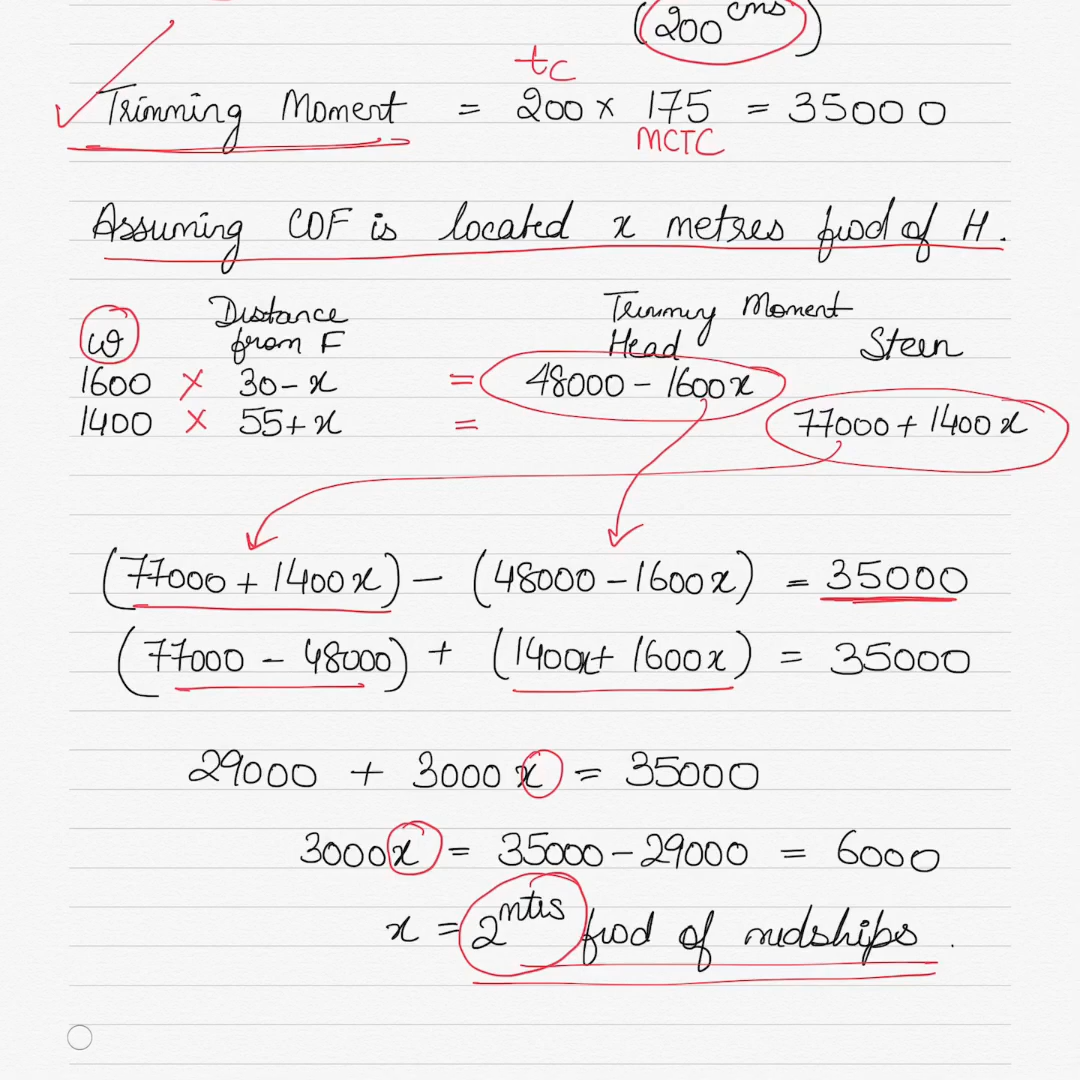 (200 cms)
tc
Trimming Moment = 200 x 175 = 35000
MCTC
Assuming COF is located x metres fwd of H.
Distance Trimming Moment
ω from F Head Stern
1600 × 30-x = 48000 - 1600x
1400 × 55+x = 77000 + 1400x
(77000 + 1400x) - (48000 - 1600x) = 35000
(77000 - 48000) + (1400x + 1600x) = 35000
29000 + 3000x = 35000
3000x = 35000 - 29000 = 6000
x = 2 mtrs fwd of midships.